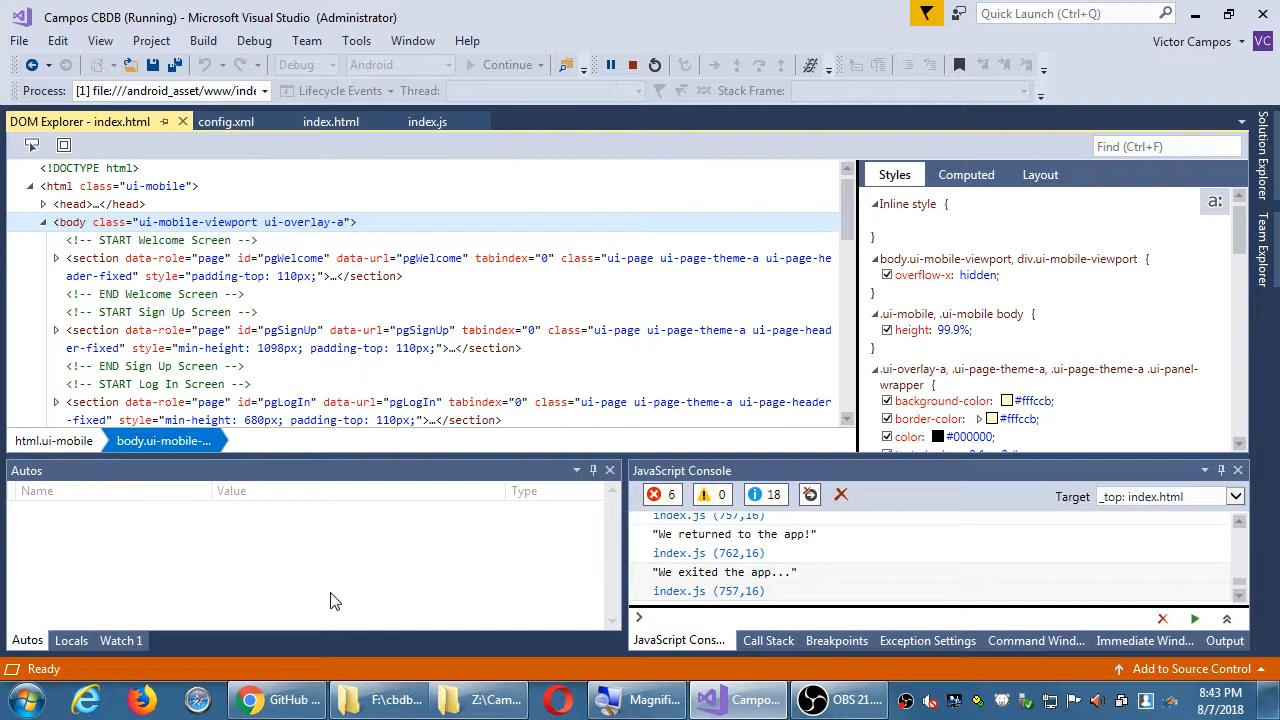 Campos CBDB (Running) - Microsoft Visual Studio (Administrator)
Quick Launch (Ctrl+Q)
File Edit View Project Build Debug Team Tools Window Help
Victor Campos VC
Debug Android Continue
Process: [1] file:///android_asset/www/inde Lifecycle Events Thread: Stack Frame:
DOM Explorer - index.html config.xml index.html index.js
Find (Ctrl+F)
Solution Explorer
Team Explorer
<!DOCTYPE html>
<html class="ui-mobile">
<head>…</head>
<body class="ui-mobile-viewport ui-overlay-a">
<!-- START Welcome Screen -->
<section data-role="page" id="pgWelcome" data-url="pgWelcome" tabindex="0" class="ui-page ui-page-theme-a ui-page-he
ader-fixed" style="padding-top: 110px;">…</section>
<!-- END Welcome Screen -->
<!-- START Sign Up Screen -->
<section data-role="page" id="pgSignUp" data-url="pgSignUp" tabindex="0" class="ui-page ui-page-theme-a ui-page-head
er-fixed" style="min-height: 1098px; padding-top: 110px;">…</section>
<!-- END Sign Up Screen -->
<!-- START Log In Screen -->
<section data-role="page" id="pgLogIn" data-url="pgLogIn" tabindex="0" class="ui-page ui-page-theme-a ui-page-header
-fixed" style="min-height: 680px; padding-top: 110px;">…</section>
html.ui-mobile body.ui-mobile-...
Styles Computed Layout
Inline style {
a:
}
body.ui-mobile-viewport, div.ui-mobile-viewport {
overflow-x: hidden;
}
.ui-mobile, .ui-mobile body {
height: 99.9%;
}
.ui-overlay-a, .ui-page-theme-a, .ui-page-theme-a .ui-panel-
wrapper {
background-color: #fffccb;
border-color: #fffccb;
color: #000000;
Autos
Name Value Type
Autos Locals Watch 1
JavaScript Console
6 0 18
Target _top: index.html
index.js (757,16)
"We returned to the app!"
index.js (762,16)
"We exited the app..."
index.js (757,16)
JavaScript Cons... Call Stack Breakpoints Exception Settings Command Wind... Immediate Wind... Output
Ready
Add to Source Control
GitHub ... F:\cbdb... Z:\Cam... Magnifi... Campo... OBS 21....
8:43 PM
8/7/2018